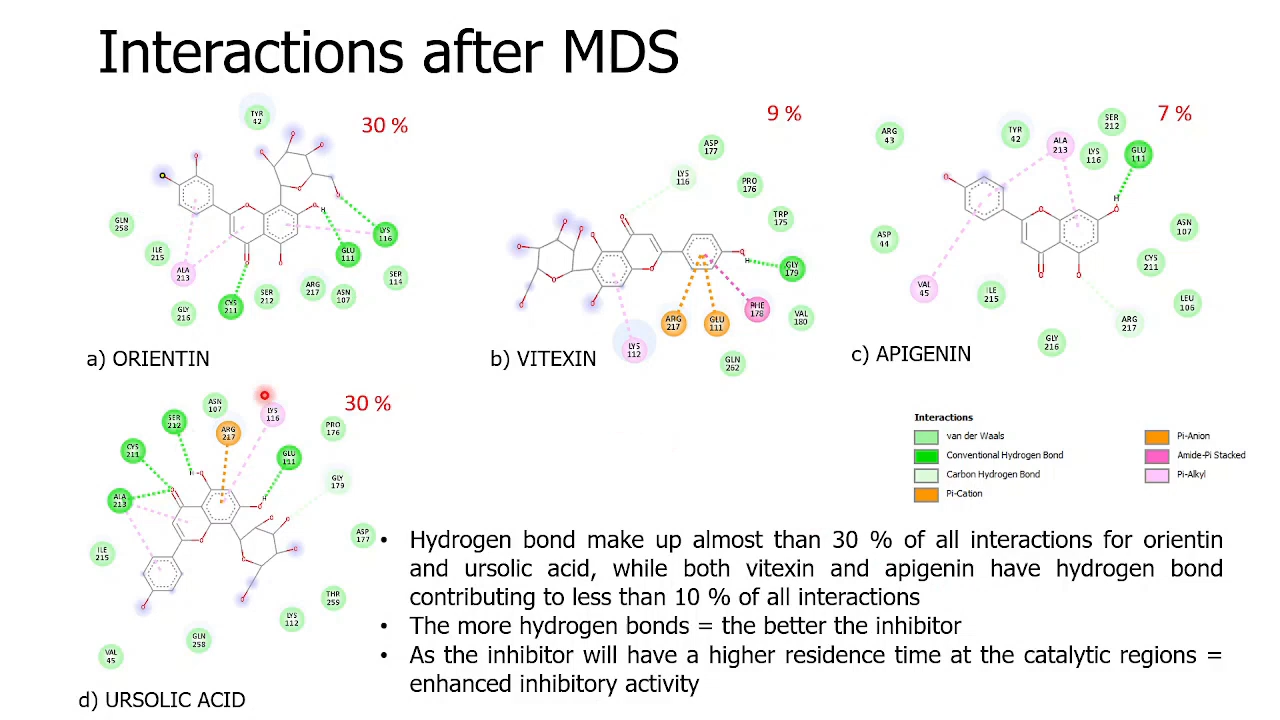 Interactions after MDS
TYR 42
30 %
GLN 258
ILE 215
ALA 213
GLY 216
CYS 211
SER 212
ARG 217
ASN 107
GLU 111
LYS 116
SER 114
H
a) ORIENTIN
9 %
ASP 177
LYS 116
PRO 176
TRP 175
GLY 179
H
VAL 180
PHE 178
GLU 111
ARG 217
LYS 112
GLN 262
b) VITEXIN
7 %
ARG 43
TYR 42
ALA 213
SER 212
LYS 116
GLU 111
H
ASP 44
VAL 45
ILE 215
GLY 216
ARG 217
ASN 107
CYS 211
LEU 106
c) APIGENIN
30 %
ASN 107
LYS 116
SER 212
ARG 217
PRO 176
CYS 211
GLU 111
GLY 179
ALA 213
H
H
ASP 177
ILE 215
THR 259
LYS 112
GLN 258
VAL 45
d) URSOLIC ACID
Interactions
van der Waals
Conventional Hydrogen Bond
Carbon Hydrogen Bond
Pi-Cation
Pi-Anion
Amide-Pi Stacked
Pi-Alkyl
• Hydrogen bond make up almost than 30 % of all interactions for orientin
and ursolic acid, while both vitexin and apigenin have hydrogen bond
contributing to less than 10 % of all interactions
• The more hydrogen bonds = the better the inhibitor
• As the inhibitor will have a higher residence time at the catalytic regions =
enhanced inhibitory activity